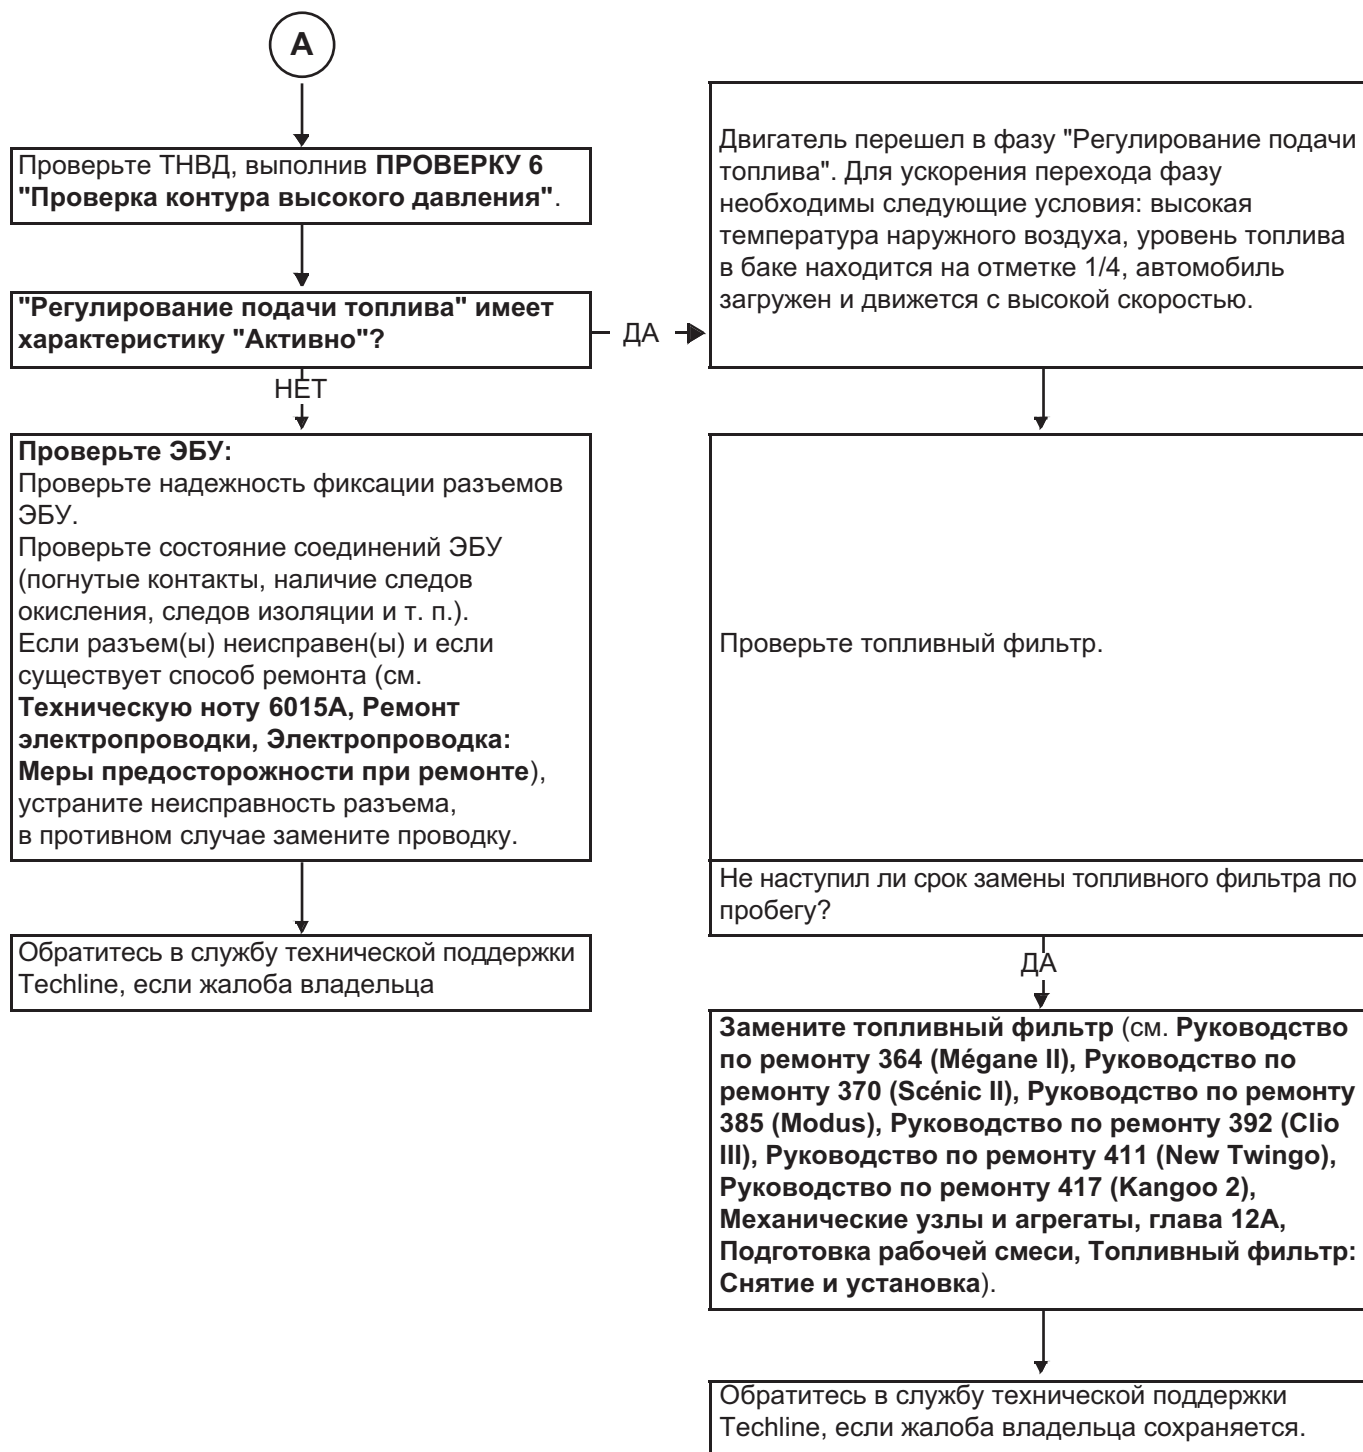 A
Проверьте ТНВД, выполнив ПРОВЕРКУ 6
"Проверка контура высокого давления".
"Регулирование подачи топлива" имеет
характеристику "Активно"?
ДА
Двигатель перешел в фазу "Регулирование подачи
топлива". Для ускорения перехода фазу
необходимы следующие условия: высокая
температура наружного воздуха, уровень топлива
в баке находится на отметке 1/4, автомобиль
загружен и движется с высокой скоростью.
НЕТ
Проверьте ЭБУ:
Проверьте надежность фиксации разъемов
ЭБУ.
Проверьте состояние соединений ЭБУ
(погнутые контакты, наличие следов
окисления, следов изоляции и т. п.).
Если разъем(ы) неисправен(ы) и если
существует способ ремонта (см.
Техническую ноту 6015A, Ремонт
электропроводки, Электропроводка:
Меры предосторожности при ремонте),
устраните неисправность разъема,
в противном случае замените проводку.
Обратитесь в службу технической поддержки
Techline, если жалоба владельца
Проверьте топливный фильтр.
Не наступил ли срок замены топливного фильтра по
пробегу?
ДА
Замените топливный фильтр (см. Руководство
по ремонту 364 (Mégane II), Руководство по
ремонту 370 (Scénic II), Руководство по ремонту
385 (Modus), Руководство по ремонту 392 (Clio
III), Руководство по ремонту 411 (New Twingo),
Руководство по ремонту 417 (Kangoo 2),
Механические узлы и агрегаты, глава 12A,
Подготовка рабочей смеси, Топливный фильтр:
Снятие и установка).
Обратитесь в службу технической поддержки
Techline, если жалоба владельца сохраняется.